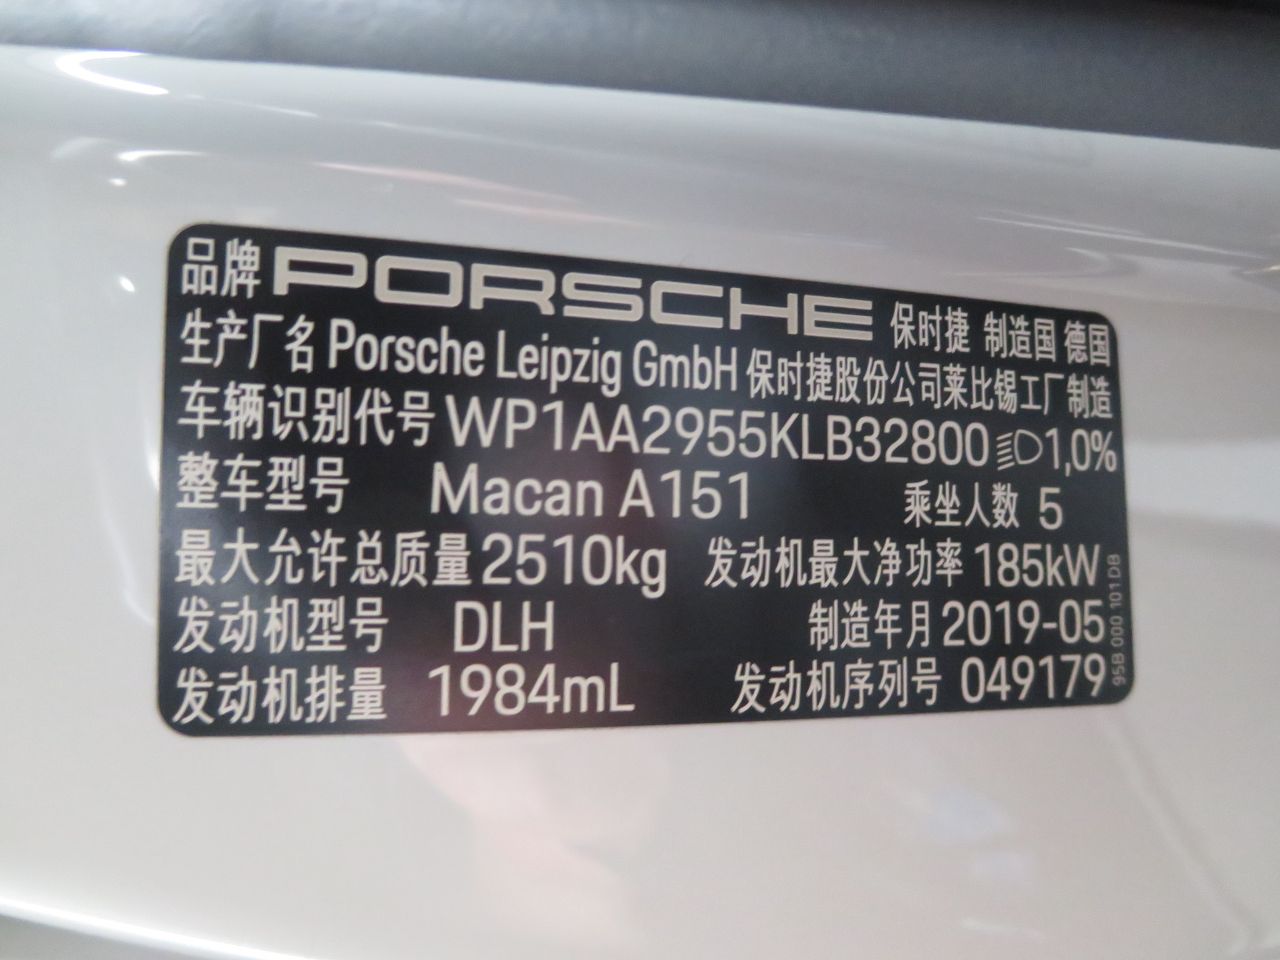 品牌 PORSCHE 保时捷 制造国 德国
生产厂名 Porsche Leipzig GmbH 保时捷股份公司莱比锡工厂制造
车辆识别代号 WP1AA2955KLB32800 1,0%
整车型号 Macan A151 乘坐人数 5
最大允许总质量 2510kg 发动机最大净功率 185kW
发动机型号 DLH 制造年月 2019-05
发动机排量 1984mL 发动机序列号 049179
95B 000 101 DB